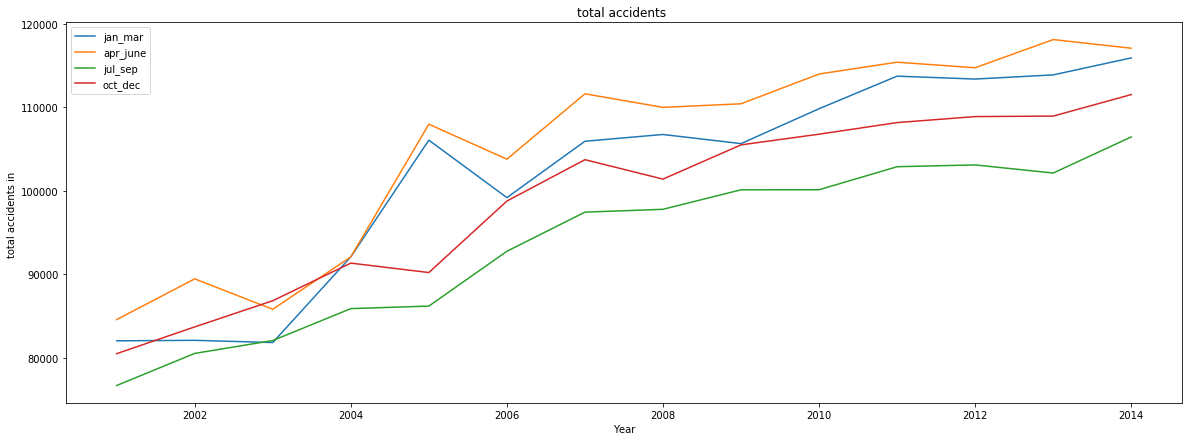 total accidents
jan_mar
apr_june
jul_sep
oct_dec
total accidents in
120000
110000
100000
90000
80000
2002 2004 2006 2008 2010 2012 2014
Year